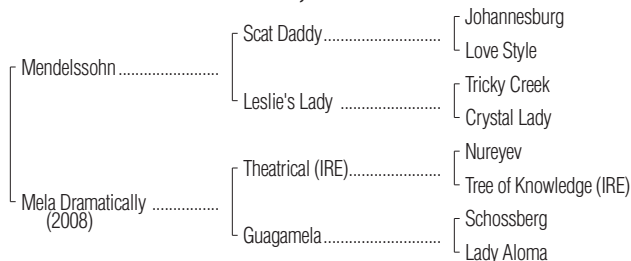 Johannesburg
Scat Daddy........................
Love Style
Mendelssohn ......................
Tricky Creek
Leslie's Lady ......................
Crystal Lady
Nureyev
Theatrical (IRE)....................
Tree of Knowledge (IRE)
Mela Dramatically ...............
(2008)
Schossberg
Guagamela..........................
Lady Aloma